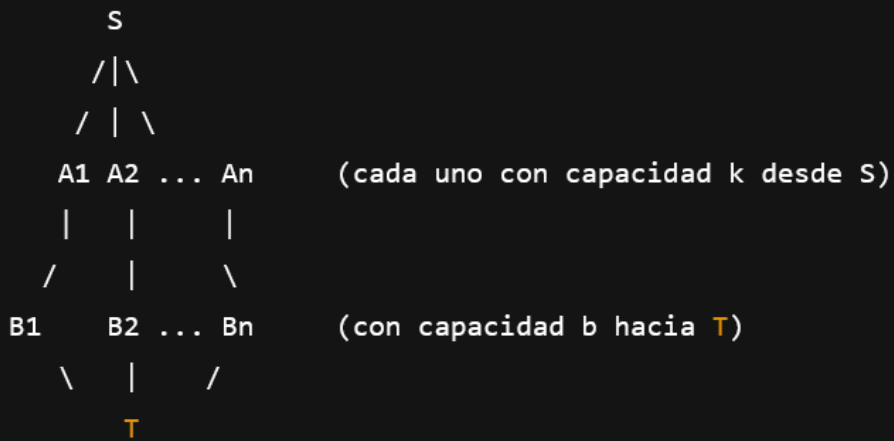 S
/|\
/ | \
A1 A2 ... An (cada uno con capacidad k desde S)
| | |
/ | \
B1 B2 ... Bn (con capacidad b hacia T)
\ | /
T